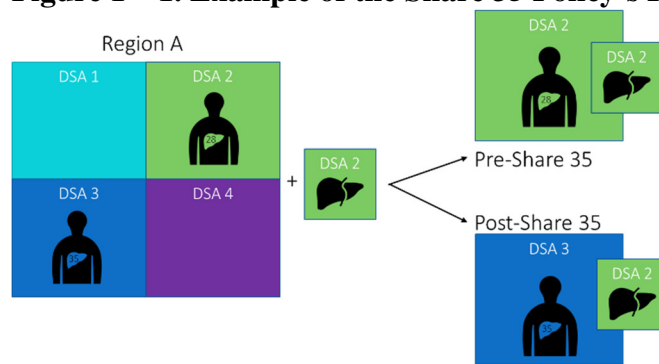 Region A
DSA 1
DSA 2
28
DSA 3
35
DSA 4
+
DSA 2
DSA 2
28
DSA 2
Pre-Share 35
Post-Share 35
DSA 3
35
DSA 2